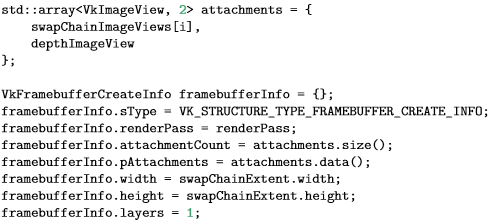 std::array<VkImageView, 2> attachments = {
    swapChainImageViews[i],
    depthImageView
};

VkFramebufferCreateInfo framebufferInfo = {};
framebufferInfo.sType = VK_STRUCTURE_TYPE_FRAMEBUFFER_CREATE_INFO;
framebufferInfo.renderPass = renderPass;
framebufferInfo.attachmentCount = attachments.size();
framebufferInfo.pAttachments = attachments.data();
framebufferInfo.width = swapChainExtent.width;
framebufferInfo.height = swapChainExtent.height;
framebufferInfo.layers = 1;